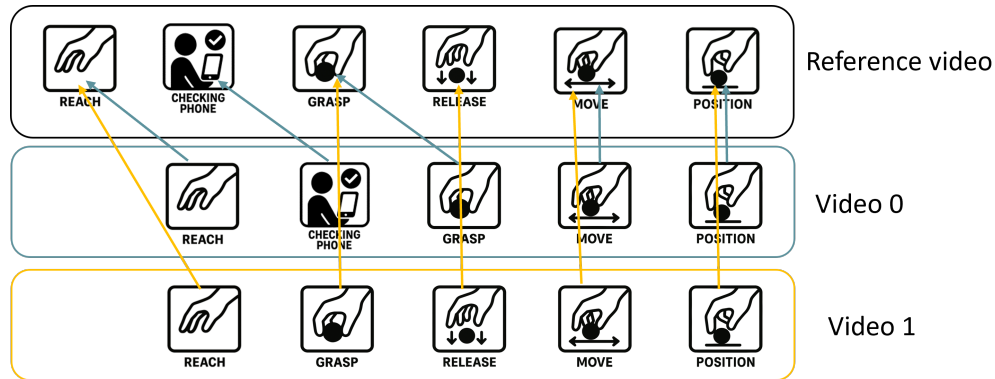 Reference video
REACH
CHECKING
PHONE
GRASP
RELEASE
MOVE
POSITION
Video 0
REACH
CHECKING
PHONE
GRASP
MOVE
POSITION
Video 1
REACH
GRASP
RELEASE
MOVE
POSITION